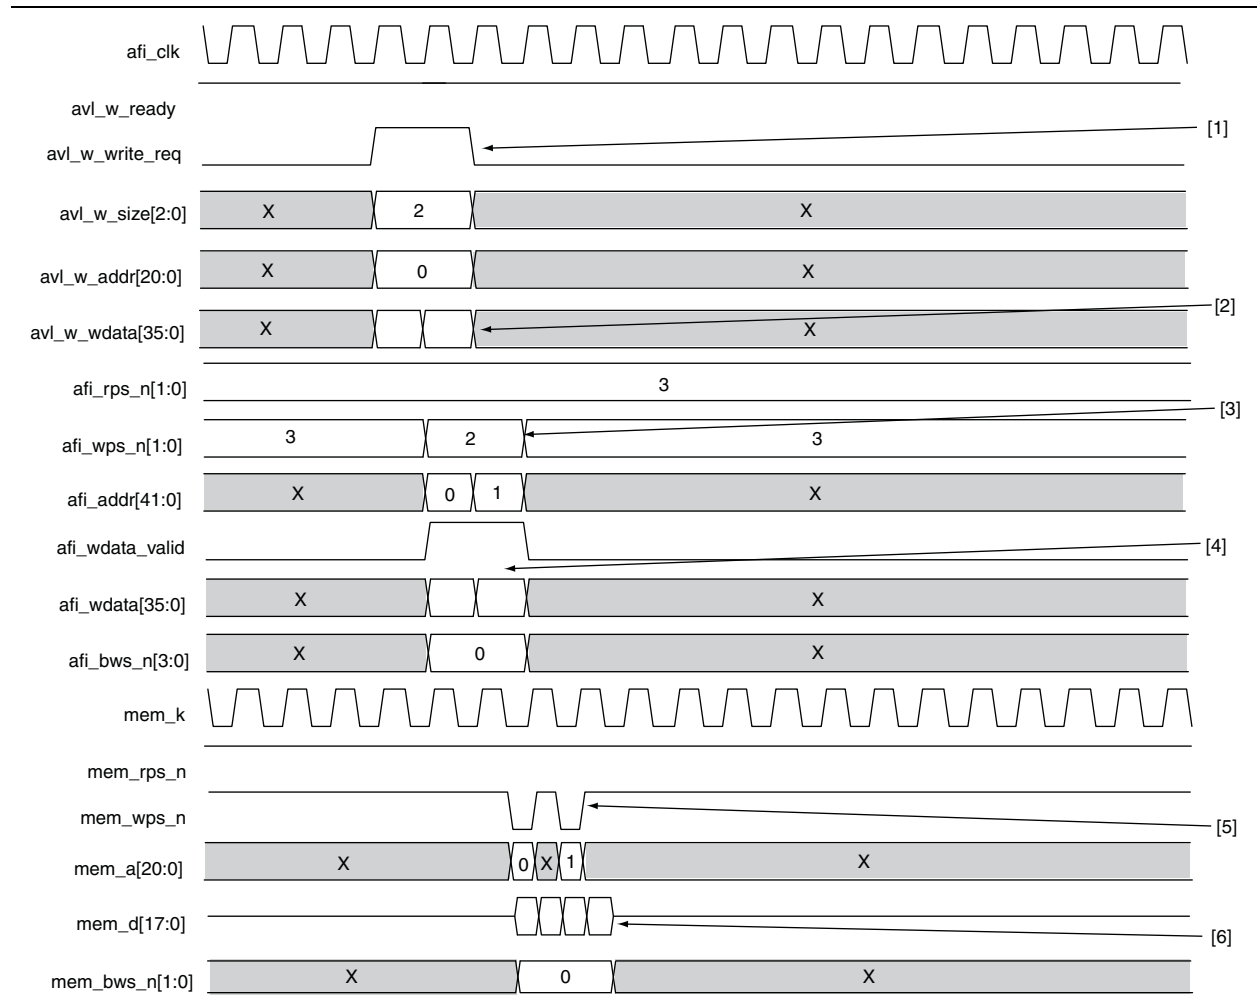 afi_clk
avl_w_ready
avl_w_write_req
[1]
avl_w_size[2:0] X 2 X
avl_w_addr[20:0] X 0 X
avl_w_wdata[35:0] X X
[2]
afi_rps_n[1:0] 3
afi_wps_n[1:0] 3 2 3
[3]
afi_addr[41:0] X 0 1 X
afi_wdata_valid
[4]
afi_wdata[35:0] X X
afi_bws_n[3:0] X 0 X
mem_k
mem_rps_n
mem_wps_n
[5]
mem_a[20:0] X 0 X 1 X
mem_d[17:0]
[6]
mem_bws_n[1:0] X 0 X